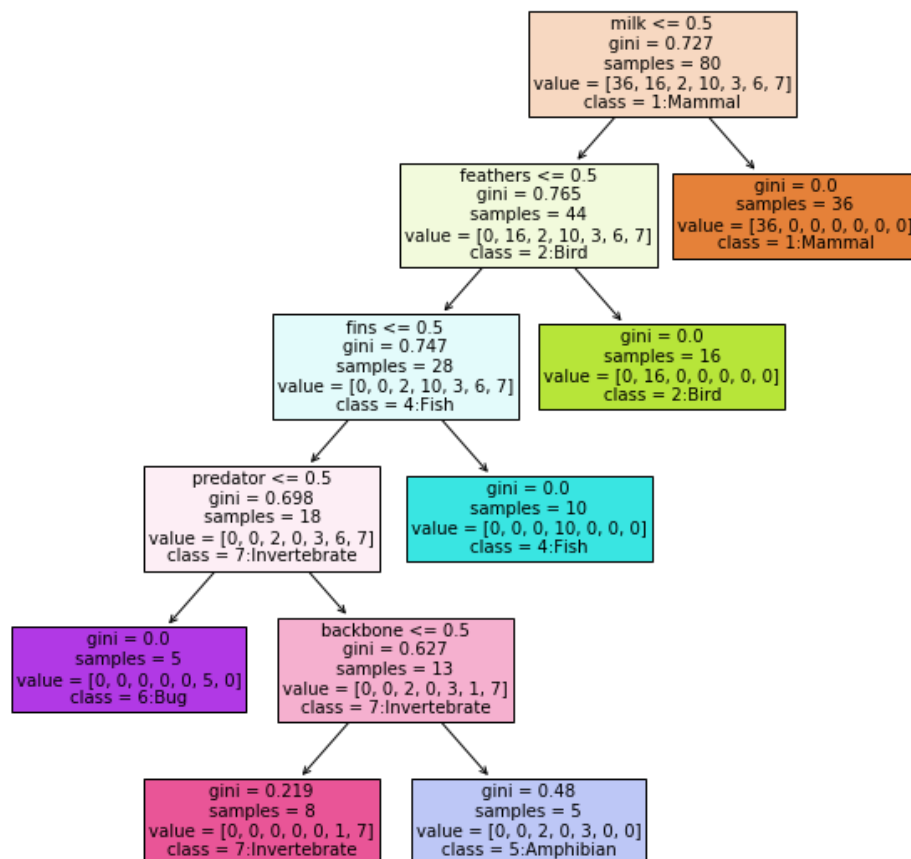 milk <= 0.5
gini = 0.727
samples = 80
value = [36, 16, 2, 10, 3, 6, 7]
class = 1:Mammal
feathers <= 0.5
gini = 0.765
samples = 44
value = [0, 16, 2, 10, 3, 6, 7]
class = 2:Bird
gini = 0.0
samples = 36
value = [36, 0, 0, 0, 0, 0, 0]
class = 1:Mammal
fins <= 0.5
gini = 0.747
samples = 28
value = [0, 0, 2, 10, 3, 6, 7]
class = 4:Fish
gini = 0.0
samples = 16
value = [0, 16, 0, 0, 0, 0, 0]
class = 2:Bird
predator <= 0.5
gini = 0.698
samples = 18
value = [0, 0, 2, 0, 3, 6, 7]
class = 7:Invertebrate
gini = 0.0
samples = 10
value = [0, 0, 0, 10, 0, 0, 0]
class = 4:Fish
gini = 0.0
samples = 5
value = [0, 0, 0, 0, 0, 5, 0]
class = 6:Bug
backbone <= 0.5
gini = 0.627
samples = 13
value = [0, 0, 2, 0, 3, 1, 7]
class = 7:Invertebrate
gini = 0.219
samples = 8
value = [0, 0, 0, 0, 0, 1, 7]
class = 7:Invertebrate
gini = 0.48
samples = 5
value = [0, 0, 2, 0, 3, 0, 0]
class = 5:Amphibian